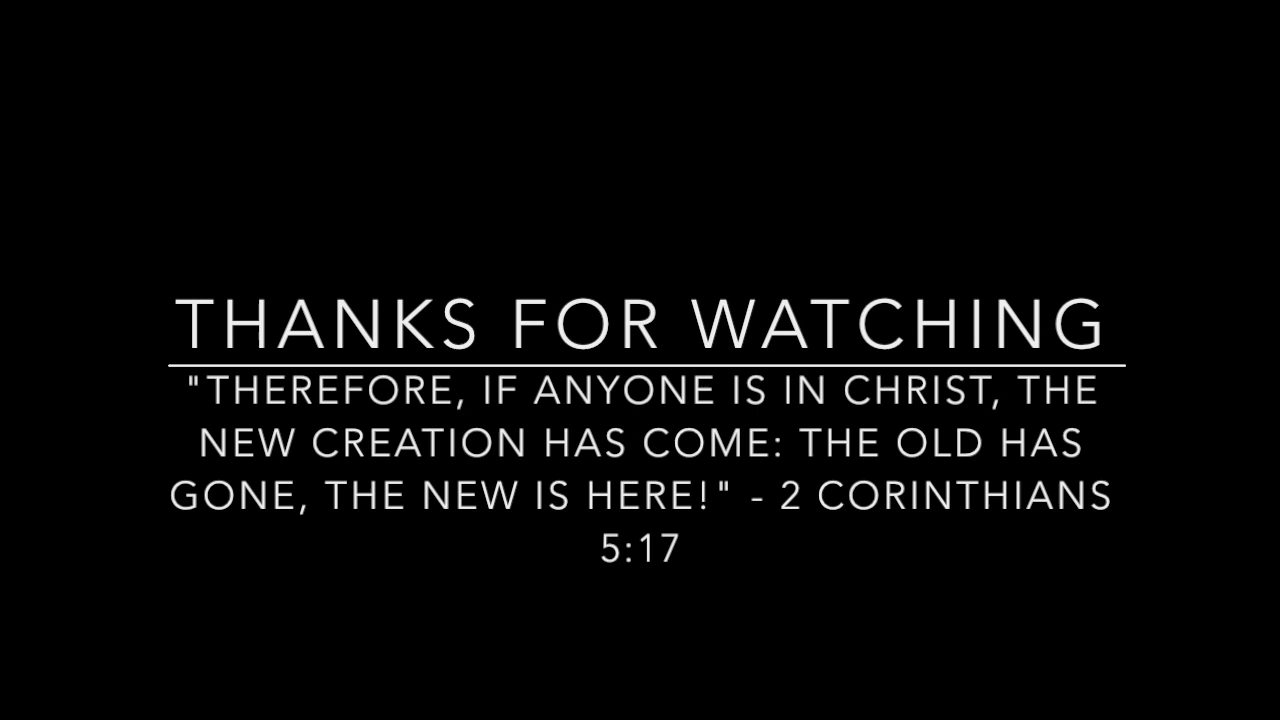 THANKS FOR WATCHING
"THEREFORE, IF ANYONE IS IN CHRIST, THE
NEW CREATION HAS COME: THE OLD HAS
GONE, THE NEW IS HERE!" - 2 CORINTHIANS
5:17